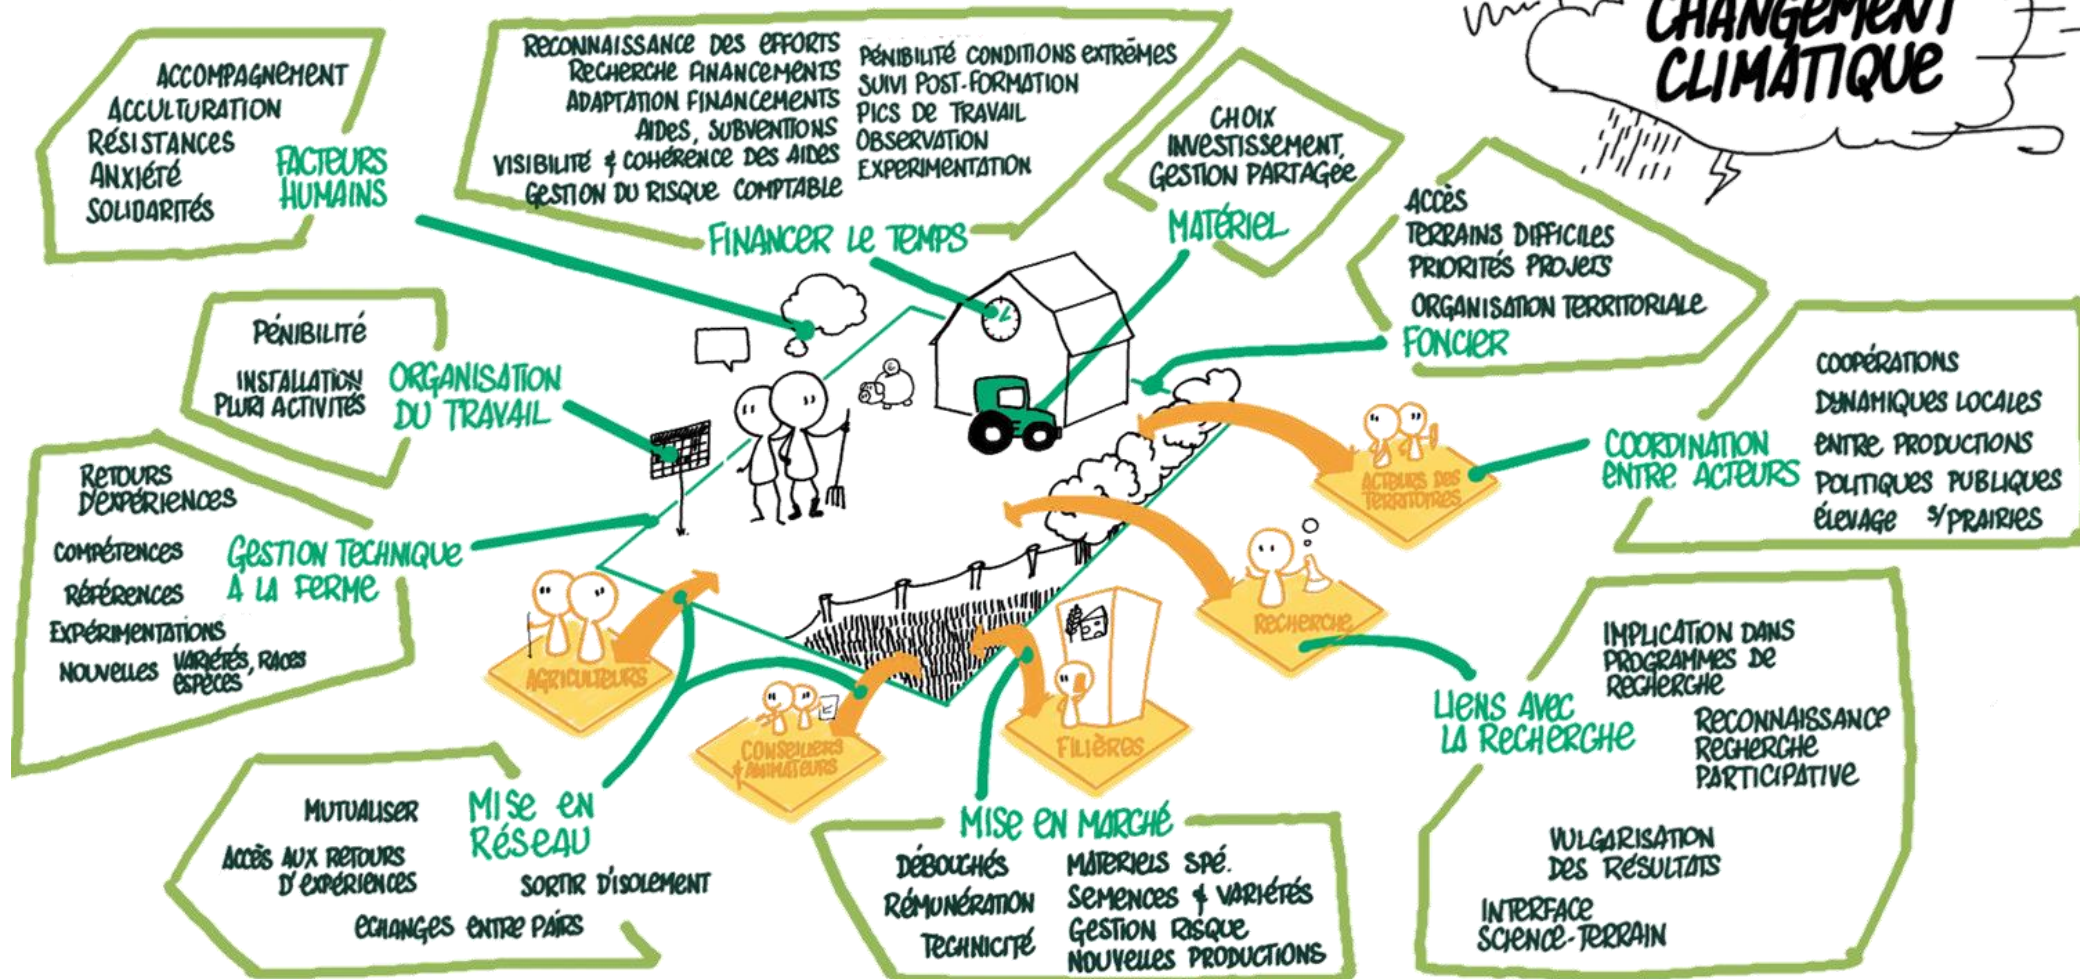 CHANGEMENT
CLIMATIQUE
ACCOMPAGNEMENT
ACCULTURATION
RÉSISTANCES
ANXIÉTÉ
SOLIDARITÉS
FACTEURS
HUMAINS
RECONNAISSANCE DES EFFORTS
RECHERCHE FINANCEMENTS
ADAPTATION FINANCEMENTS
AIDES, SUBVENTIONS
VISIBILITÉ & COHÉRENCE DES AIDES
GESTION DU RISQUE COMPTABLE
PÉNIBILITÉ CONDITIONS EXTRÊMES
SUIVI POST-FORMATION
PICS DE TRAVAIL
OBSERVATION
EXPERIMENTATION
FINANCER LE TEMPS
CHOIX
INVESTISSEMENT,
GESTION PARTAGÉE
MATÉRIEL
ACCÈS
TERRAINS DIFFICILES
PRIORITÉS PROJETS
ORGANISATION TERRITORIALE
FONCIER
PÉNIBILITÉ
INSTALLATION
PLURI ACTIVITÉS
ORGANISATION
DU TRAVAIL
COORDINATION
ENTRE ACTEURS
COOPÉRATIONS
DYNAMIQUES LOCALES
ENTRE PRODUCTIONS
POLITIQUES PUBLIQUES
ÉLEVAGE S/PRAIRIES
ACTEURS DES
TERRITOIRES
RETOURS
D'EXPÉRIENCES
COMPÉTENCES
RÉFÉRENCES
EXPÉRIMENTATIONS
NOUVELLES VARIÉTÉS, RACES
ESPÈCES
GESTION TECHNIQUE
A LA FERME
AGRICULTEURS
CONSEILLERS
& ANIMATEURS
FILIÈRES
RECHERCHE
LIENS AVEC
LA RECHERCHE
IMPLICATION DANS
PROGRAMMES DE
RECHERCHE
RECONNAISSANCE
RECHERCHE
PARTICIPATIVE
VULGARISATION
DES RÉSULTATS
INTERFACE
SCIENCE-TERRAIN
MUTUALISER
MISE EN
RÉSEAU
ACCÈS AUX RETOURS
D'EXPÉRIENCES
SORTIR D'ISOLEMENT
ECHANGES ENTRE PAIRS
MISE EN MARCHÉ
DÉBOUCHÉS
RÉMUNÉRATION
TECHNICITÉ
MATERIELS SPÉ.
SEMENCES & VARIÉTÉS
GESTION RISQUE
NOUVELLES PRODUCTIONS